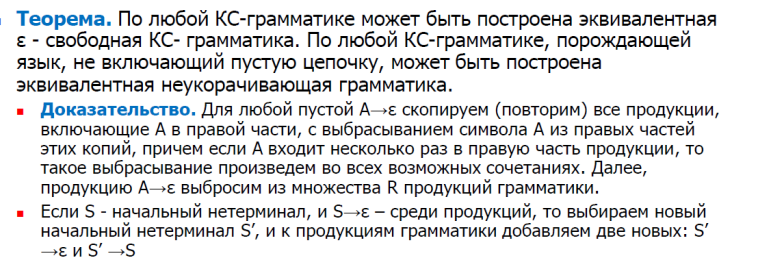 Теорема. По любой КС-грамматике может быть построена эквивалентная
ε - свободная КС- грамматика. По любой КС-грамматике, порождающей
язык, не включающий пустую цепочку, может быть построена
эквивалентная неукорачивающая грамматика.
Доказательство. Для любой пустой A→ε скопируем (повторим) все продукции,
включающие A в правой части, с выбрасыванием символа A из правых частей
этих копий, причем если A входит несколько раз в правую часть продукции, то
такое выбрасывание произведем во всех возможных сочетаниях. Далее,
продукцию A→ε выбросим из множества R продукций грамматики.
Если S - начальный нетерминал, и S→ε – среди продукций, то выбираем новый
начальный нетерминал S’, и к продукциям грамматики добавляем две новых: S’
→ε и S’ →S